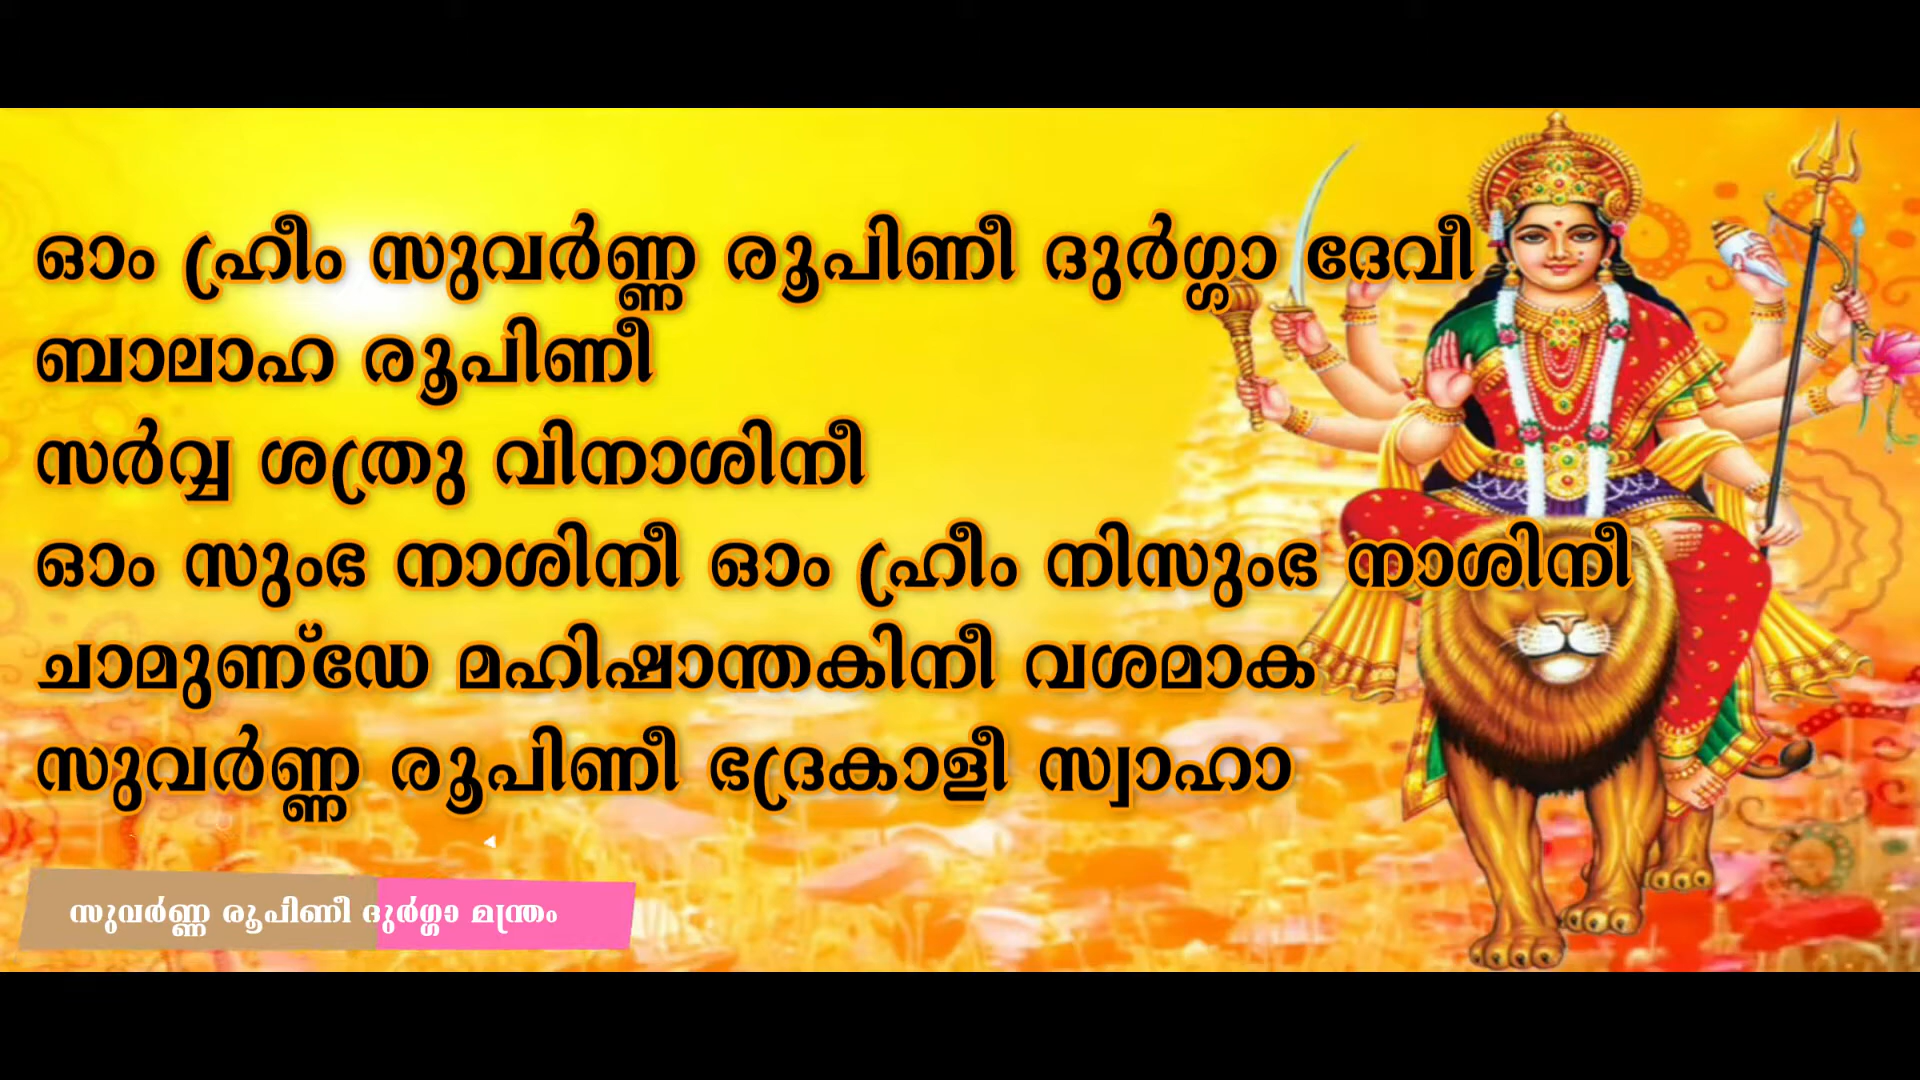 ഓം ഹ്രീം സുവർണ്ണ രൂപിണീ ദുർഗ്ഗാ ദേവീ
ബാലാഹ രൂപിണീ
സർവ്വ ശത്രു വിനാശിനീ
ഓം സുംഭ നാശിനീ ഓം ഹ്രീം നിസുംഭ നാശിനീ
ചാമുണ്ഡേ മഹിഷാന്തകിനീ വശമാക
സുവർണ്ണ രൂപിണീ ഭദ്രകാളീ സ്വാഹാ
സുവർണ്ണ രൂപിണീ ദുർഗ്ഗാ മന്ത്രം